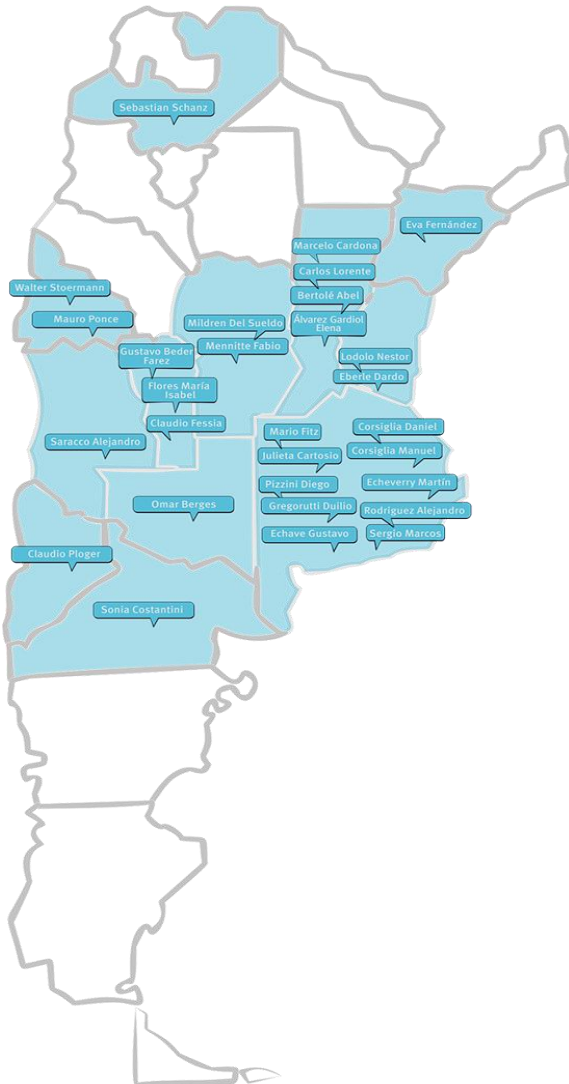 Sebastian Schanz
Eva Fernández
Marcelo Cardona
Carlos Lorente
Walter Stoermann
Bertolé Abel
Mauro Ponce
Mildren Del Sueldo
Álvarez Gardiol
Elena
Mennitte Fabio
Gustavo Beder
Farez
Lodolo Nestor
Eberle Dardo
Flores María
Isabel
Claudio Fessia
Saracco Alejandro
Mario Fitz
Corsiglia Daniel
Julieta Cartosio
Corsiglia Manuel
Pizzini Diego
Echeverry Martín
Omar Berges
Gregorutti Duilio
Rodriguez Alejandro
Echave Gustavo
Sergio Marcos
Claudio Ploger
Sonia Costantini